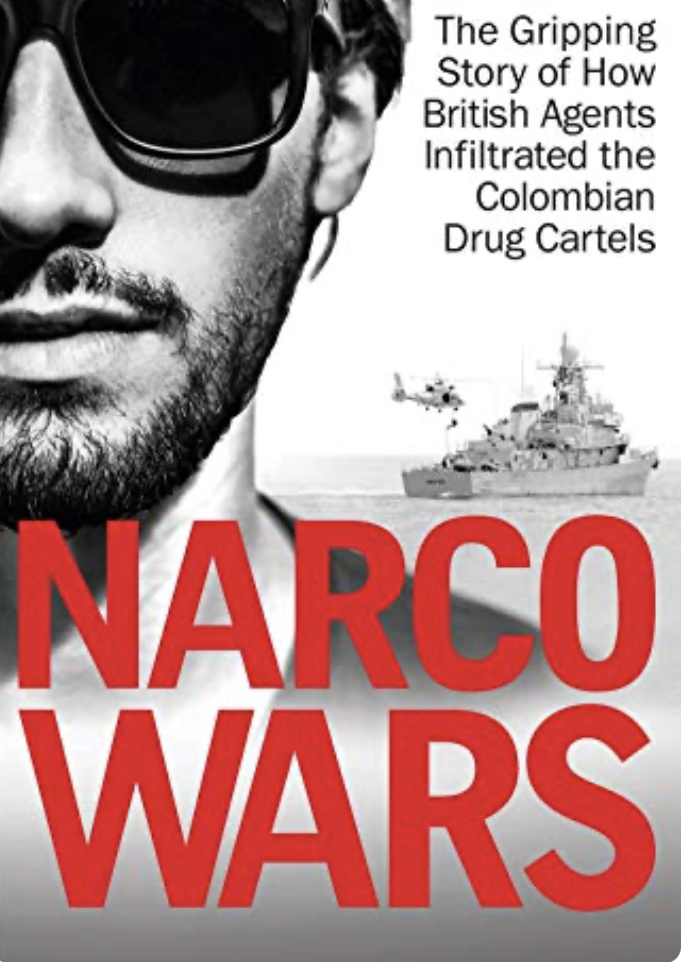 The Gripping
Story of How
British Agents
Infiltrated the
Colombian
Drug Cartels
NARCO
WARS